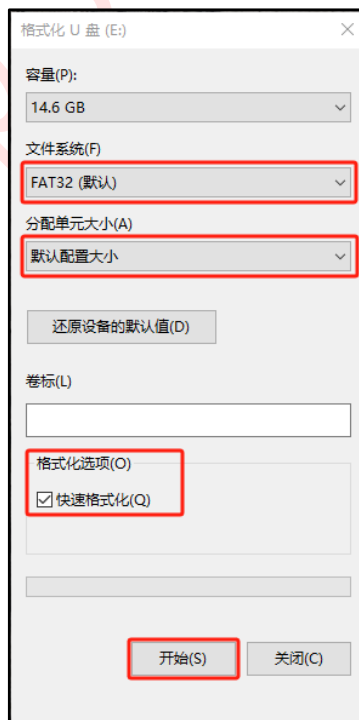 格式化 U 盘 (E:)
容量(P):
14.6 GB
文件系统(F)
FAT32 (默认)
分配单元大小(A)
默认配置大小
还原设备的默认值(D)
卷标(L)
格式化选项(O)
快速格式化(Q)
开始(S) 关闭(C)